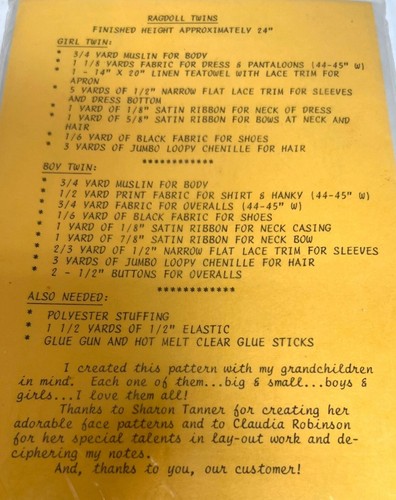 RAGDOLL TWINS
FINISHED HEIGHT APPROXIMATELY 24"
GIRL TWIN:
* 3/4 YARD MUSLIN FOR BODY
* 1 1/8 YARDS FABRIC FOR DRESS & PANTALOONS (44-45" W)
* 1 - 14" X 20" LINEN TEATOWEL WITH LACE TRIM FOR
APRON
* 5 YARDS OF 1/2" NARROW FLAT LACE TRIM FOR SLEEVES
AND DRESS BOTTOM
* 1 YARD OF 1/8" SATIN RIBBON FOR NECK OF DRESS
* 1 YARD OF 5/8" SATIN RIBBON FOR BOWS AT NECK AND
HAIR
* 1/6 YARD OF BLACK FABRIC FOR SHOES
* 3 YARDS OF JUMBO LOOPY CHENILLE FOR HAIR
************
BOY TWIN:
* 3/4 YARD MUSLIN FOR BODY
* 1/2 YARD PRINT FABRIC FOR SHIRT & HANKY (44-45" W)
* 3/4 YARD FABRIC FOR OVERALLS (44-45" W)
* 1/6 YARD OF BLACK FABRIC FOR SHOES
* 1 YARD OF 1/8" SATIN RIBBON FOR NECK CASING
* 1 YARD OF 7/8" SATIN RIBBON FOR NECK BOW
* 2/3 YARD OF 1/2" NARROW FLAT LACE TRIM FOR SLEEVES
* 3 YARDS OF JUMBO LOOPY CHENILLE FOR HAIR
* 2 - 1/2" BUTTONS FOR OVERALLS
************
ALSO NEEDED:
* POLYESTER STUFFING
* 1 1/2 YARDS OF 1/2" ELASTIC
* GLUE GUN AND HOT MELT CLEAR GLUE STICKS
I created this pattern with my grandchildren
in mind. Each one of them...big & small...boys &
girls...I love them all!
Thanks to Sharon Tanner for creating her
adorable face patterns and to Claudia Robinson
for her special talents in lay-out work and de-
ciphering my notes.
And, thanks to you, our customer!